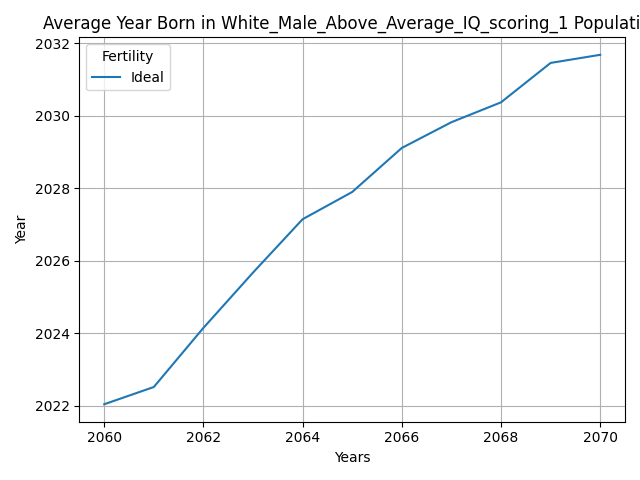 Average Year Born in White_Male_Above_Average_IQ_scoring_1 Populati
Fertility
Ideal
2032
2030
2028
2026
2024
2022
Year
2060 2062 2064 2066 2068 2070
Years